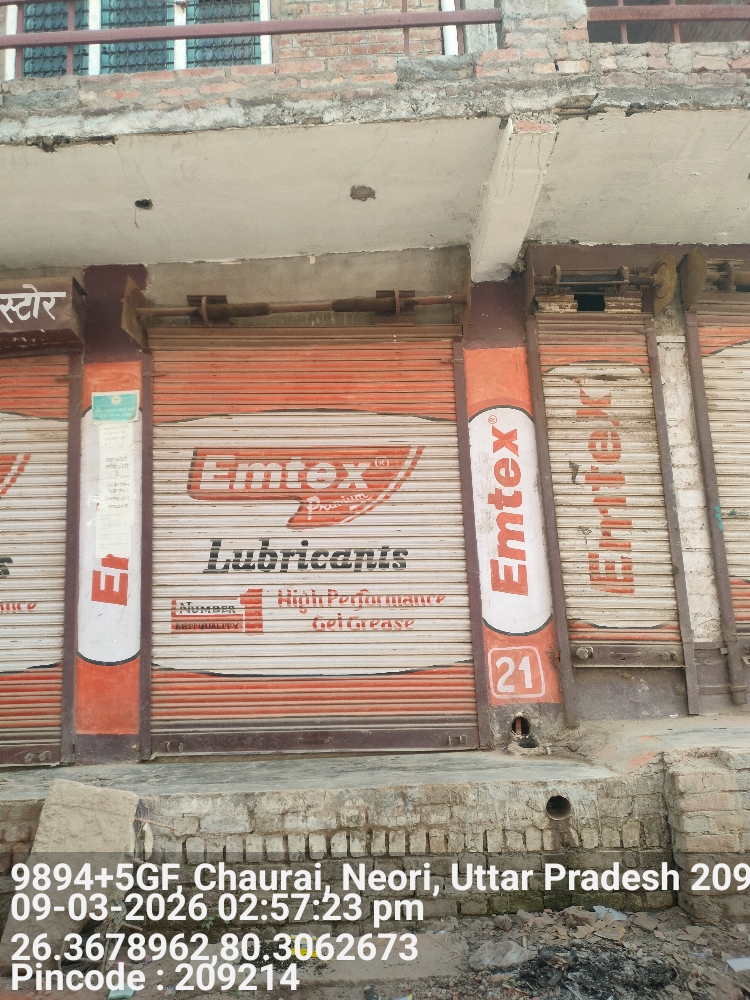 स्टोर
Emtex®
Premium
Lubricants
NUMBER 1
BEST QUALITY
High Performance
Gel Grease
Emtex®
21
Emtex®
9894+5GF, Chaurai, Neori, Uttar Pradesh 209
09-03-2026 02:57:23 pm
26.3678962,80.3062673
Pincode : 209214